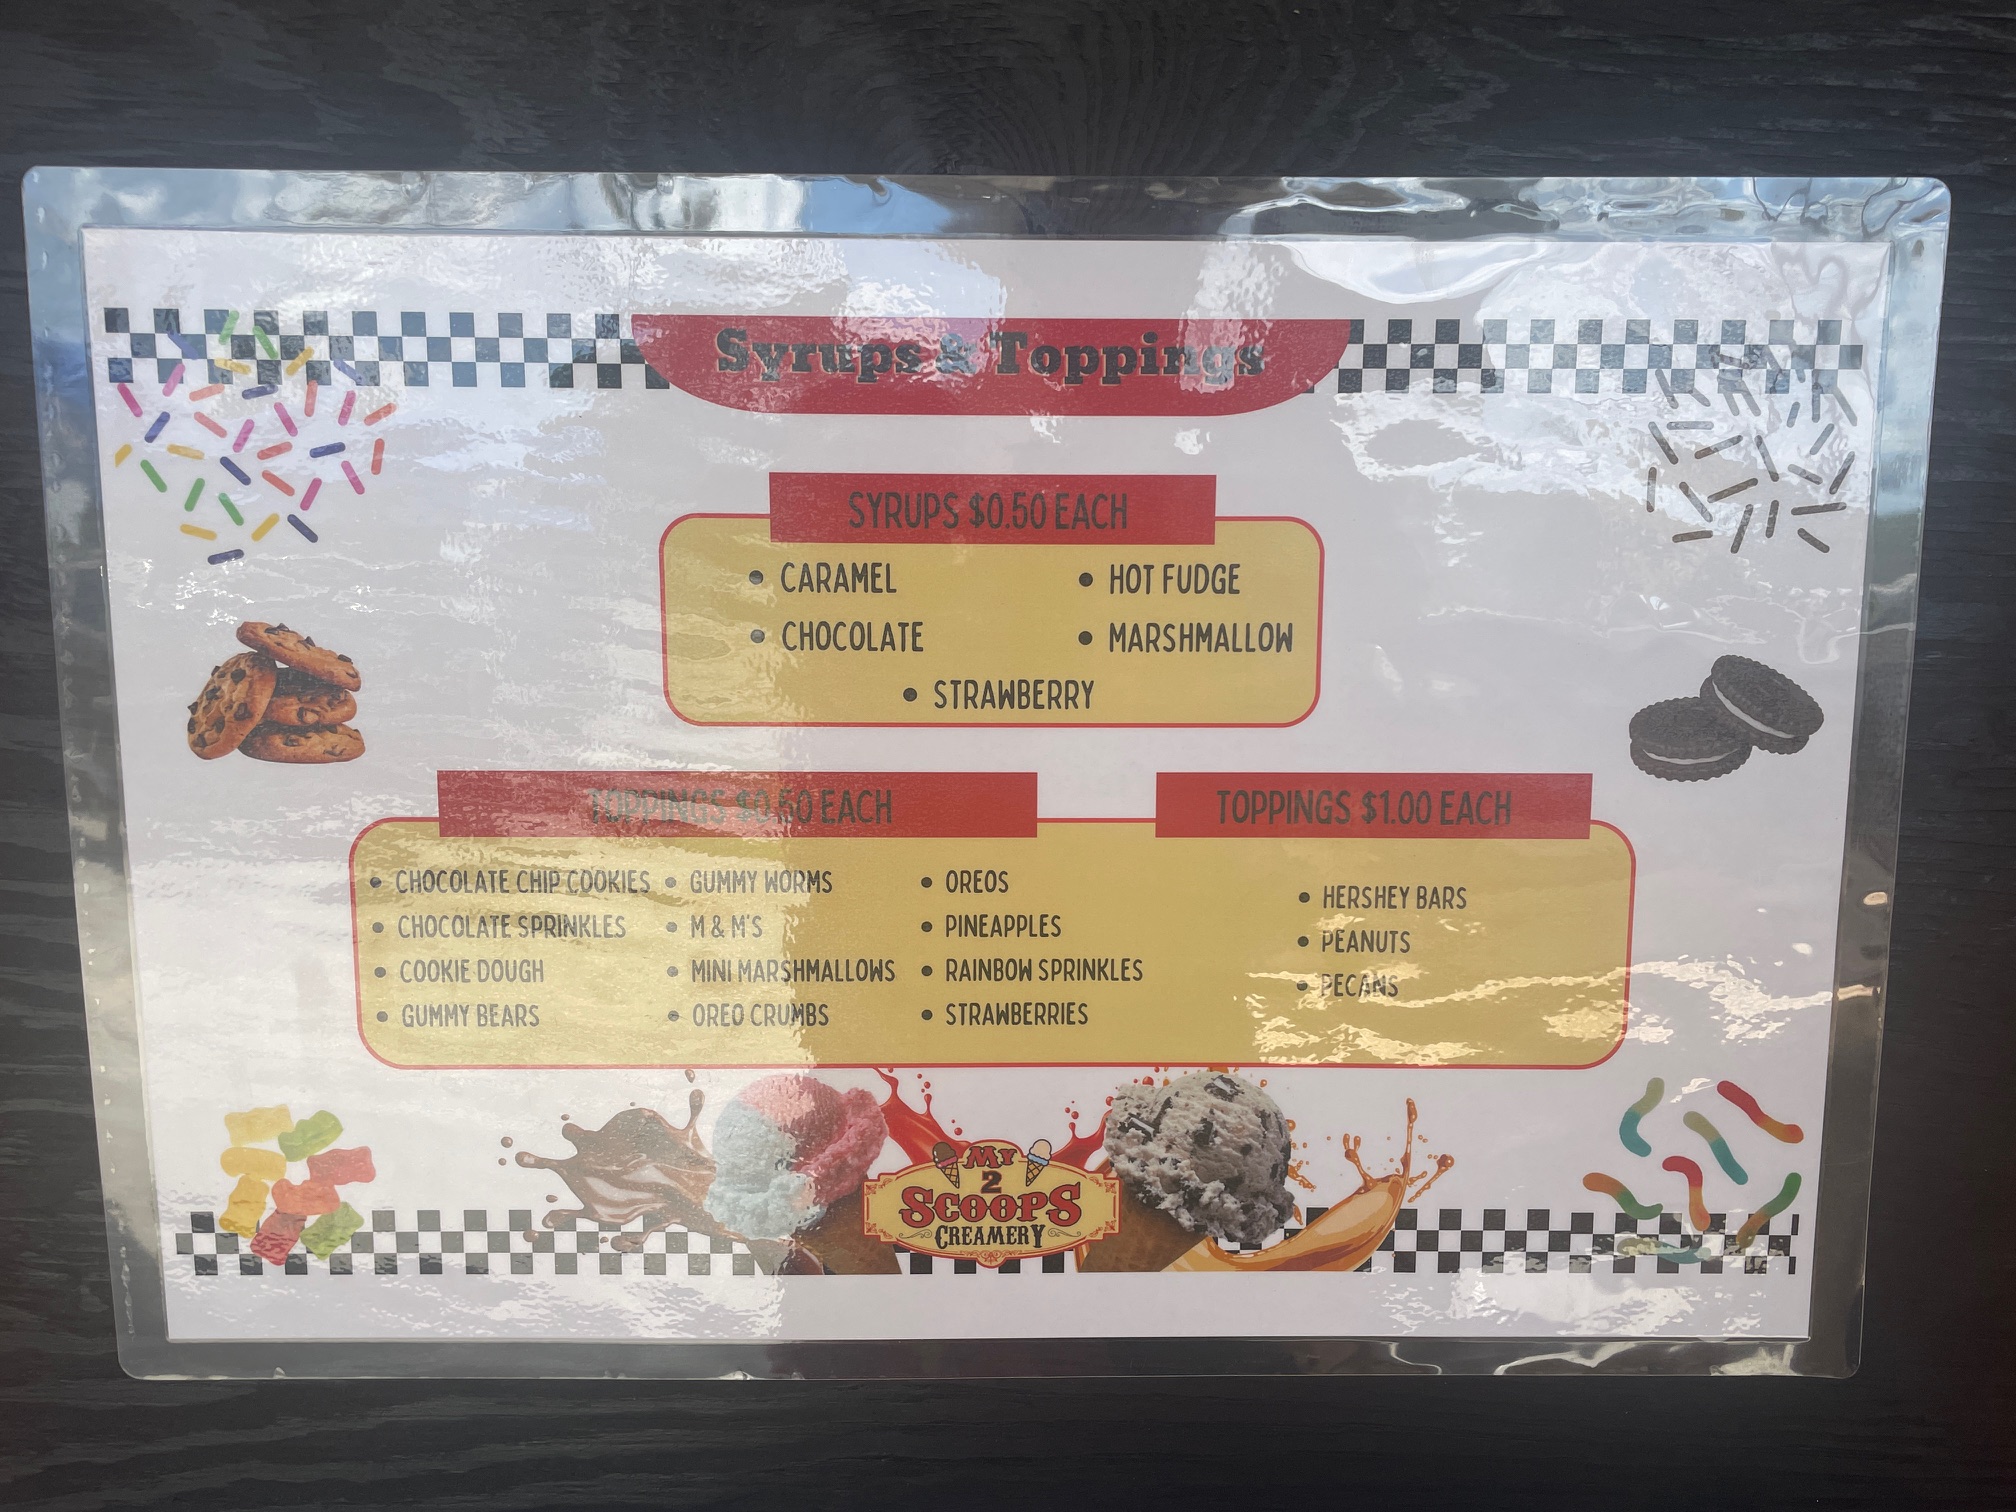 Syrups & Toppings
SYRUPS $0.50 EACH
• CARAMEL
• HOT FUDGE
• CHOCOLATE
• MARSHMALLOW
• STRAWBERRY
TOPPINGS $0.50 EACH
• CHOCOLATE CHIP COOKIES
• CHOCOLATE SPRINKLES
• COOKIE DOUGH
• GUMMY BEARS
• GUMMY WORMS
• M & M'S
• MINI MARSHMALLOWS
• OREO CRUMBS
• OREOS
• PINEAPPLES
• RAINBOW SPRINKLES
• STRAWBERRIES
TOPPINGS $1.00 EACH
• HERSHEY BARS
• PEANUTS
• PECANS
MY
2
SCOOPS
CREAMERY